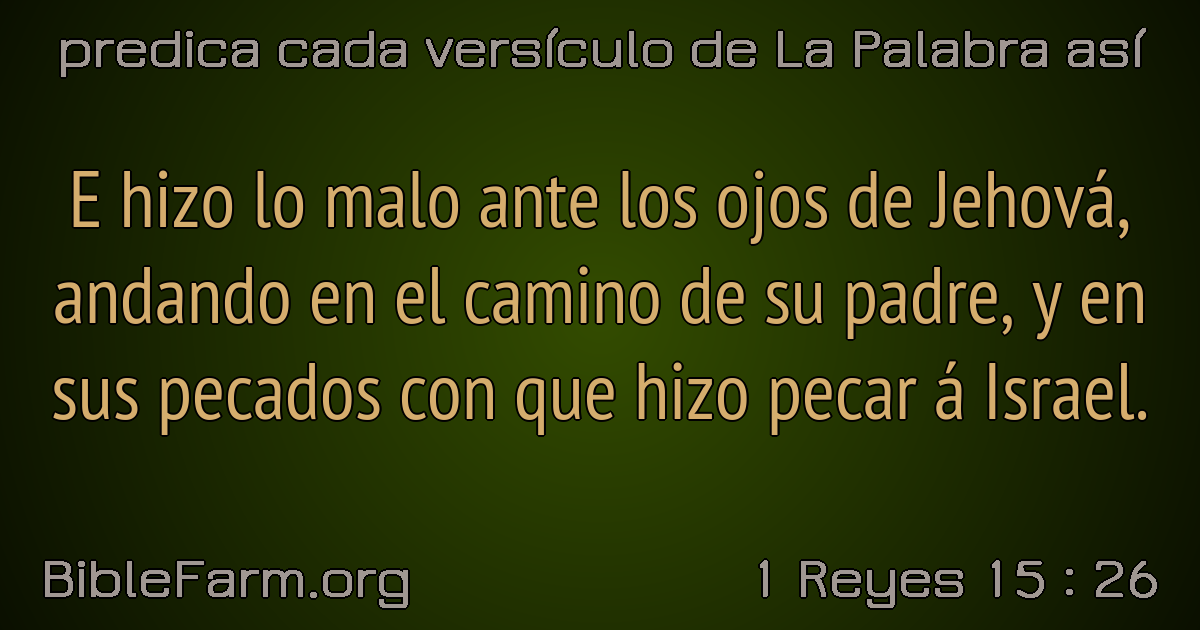 predica cada versículo de La Palabra así
E hizo lo malo ante los ojos de Jehová,
andando en el camino de su padre, y en
sus pecados con que hizo pecar á Israel.
BibleFarm.org
1 Reyes 15 : 26